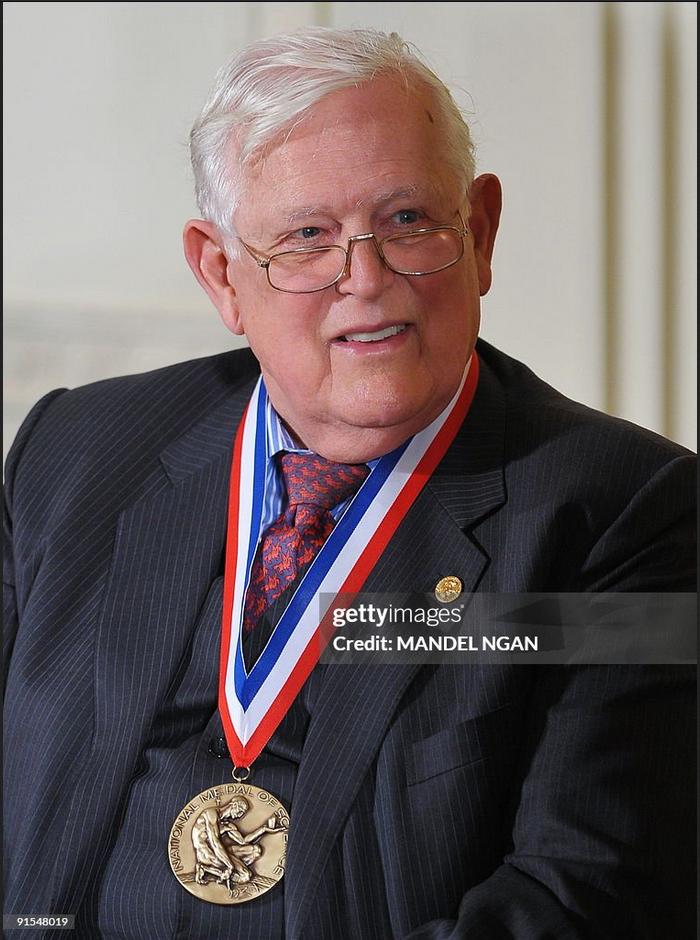 gettyimages®
Credit: MANDEL NGAN
NATIONAL MEDAL OF SCIENCE
91548019